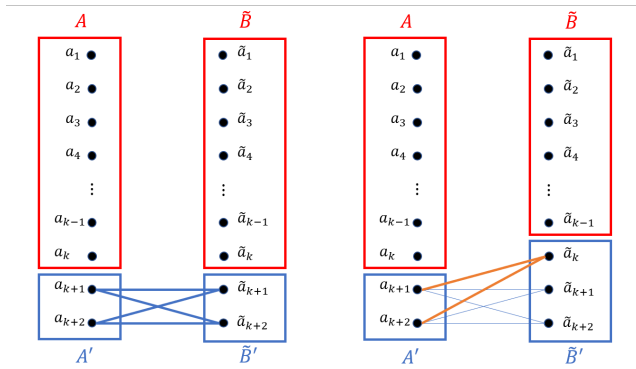 A B̃ A B̃
a₁ ã₁ a₁ ã₁
a₂ ã₂ a₂ ã₂
a₃ ã₃ a₃ ã₃
a₄ ã₄ a₄ ã₄
⋮ ⋮ ⋮ ⋮
aₖ₋₁ ãₖ₋₁ aₖ₋₁ ãₖ₋₁
aₖ ãₖ aₖ ãₖ
aₖ₊₁ ãₖ₊₁ aₖ₊₁ ãₖ₊₁
aₖ₊₂ ãₖ₊₂ aₖ₊₂ ãₖ₊₂
A′ B̃′ A′ B̃′